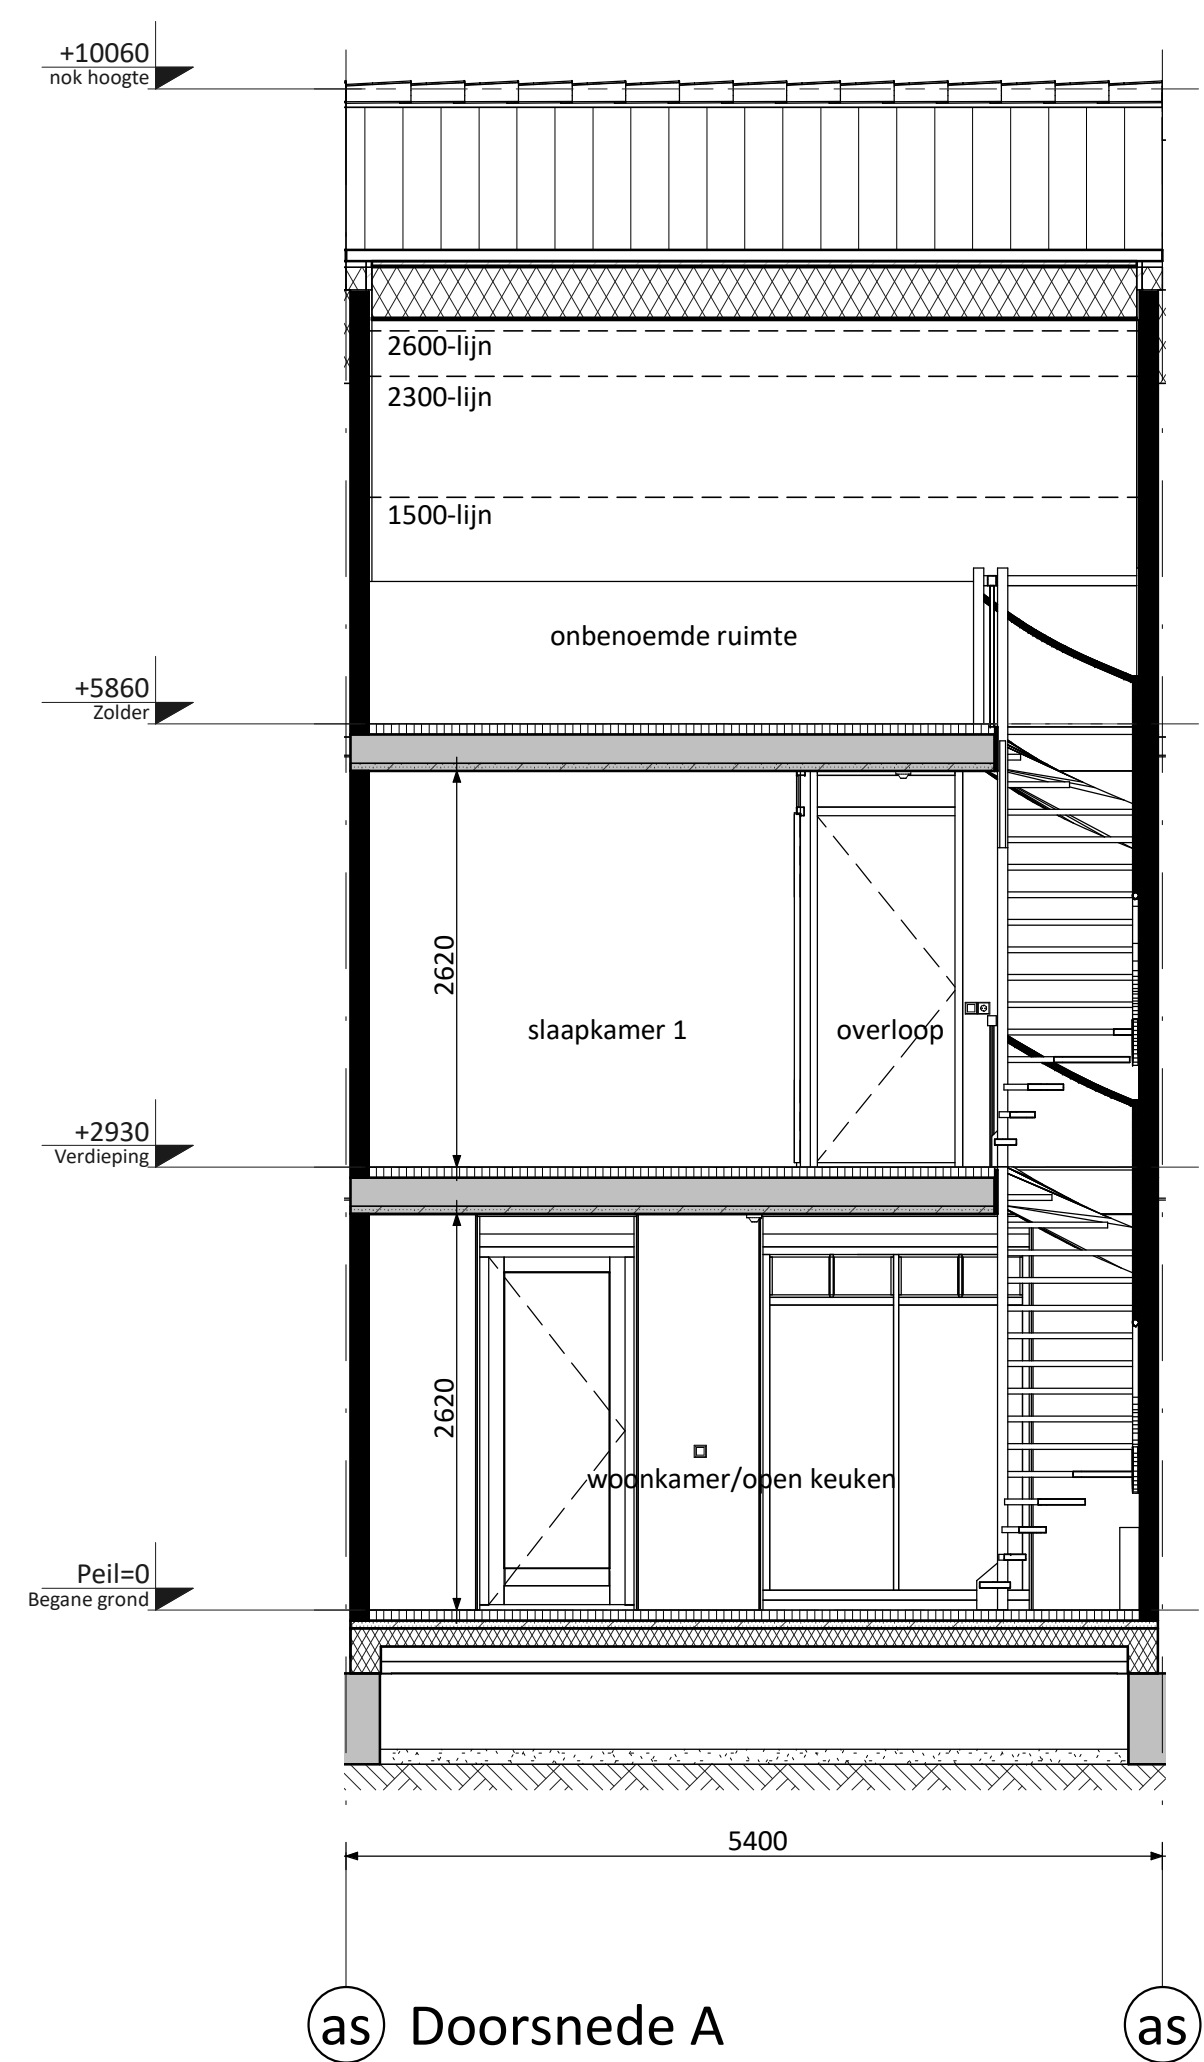 +10060
nok hoogte
2600-lijn
2300-lijn
1500-lijn
onbenoemde ruimte
+5860
Zolder
2620
slaapkamer 1
overloop
+2930
Verdieping
2620
woonkamer/open keuken
Peil=0
Begane grond
5400
as
Doorsnede A
as